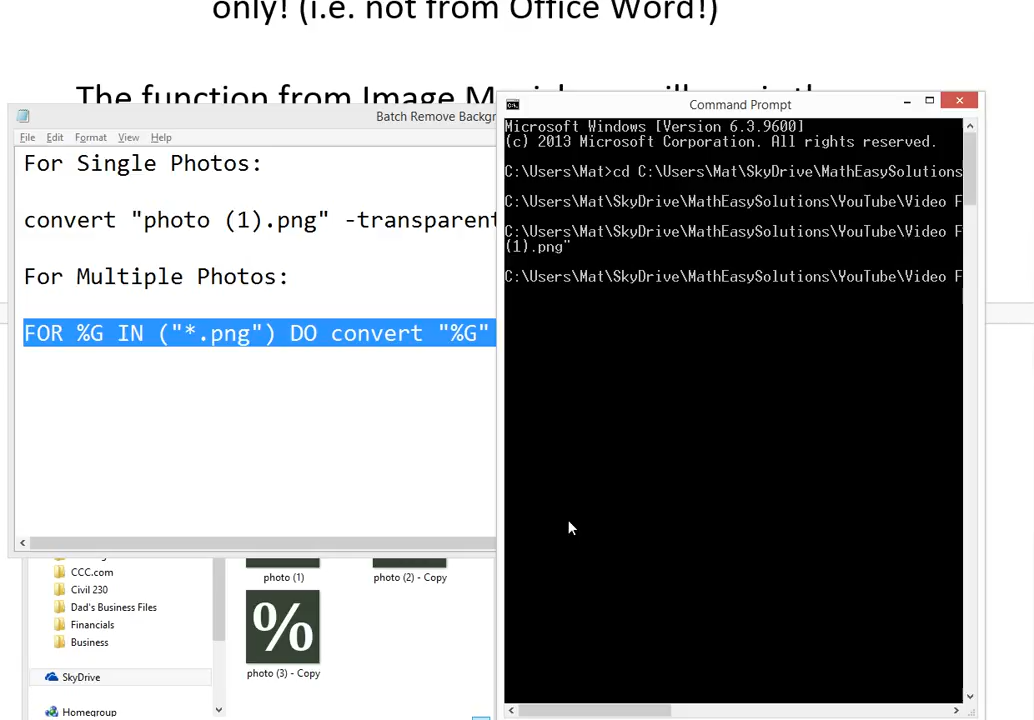 only! (i.e. not from Office Word!)
The function from Image
Batch Remove Backgr
File Edit Format View Help
For Single Photos:
convert "photo (1).png" -transparent
For Multiple Photos:
FOR %G IN ("*.png") DO convert "%G"
Command Prompt
Microsoft Windows [Version 6.3.9600]
(c) 2013 Microsoft Corporation. All rights reserved.
C:\Users\Mat>cd C:\Users\Mat\SkyDrive\MathEasySolutions
C:\Users\Mat\SkyDrive\MathEasySolutions\YouTube\Video F
C:\Users\Mat\SkyDrive\MathEasySolutions\YouTube\Video F
(1).png"
C:\Users\Mat\SkyDrive\MathEasySolutions\YouTube\Video F
CCC.com
Civil 230
Dad's Business Files
Financials
Business
SkyDrive
Homegroup
photo (1)
photo (2) - Copy
%
photo (3) - Copy